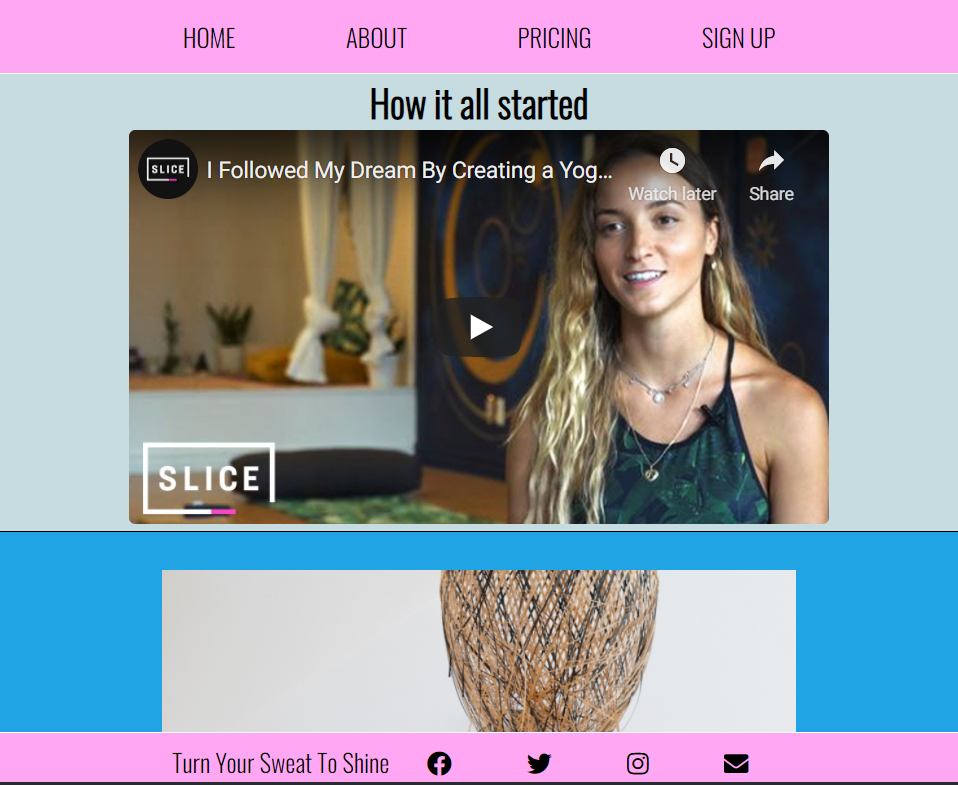 HOME ABOUT PRICING SIGN UP
How it all started
SLICE I Followed My Dream By Creating a Yog...
Watch later Share
SLICE
Turn Your Sweat To Shine